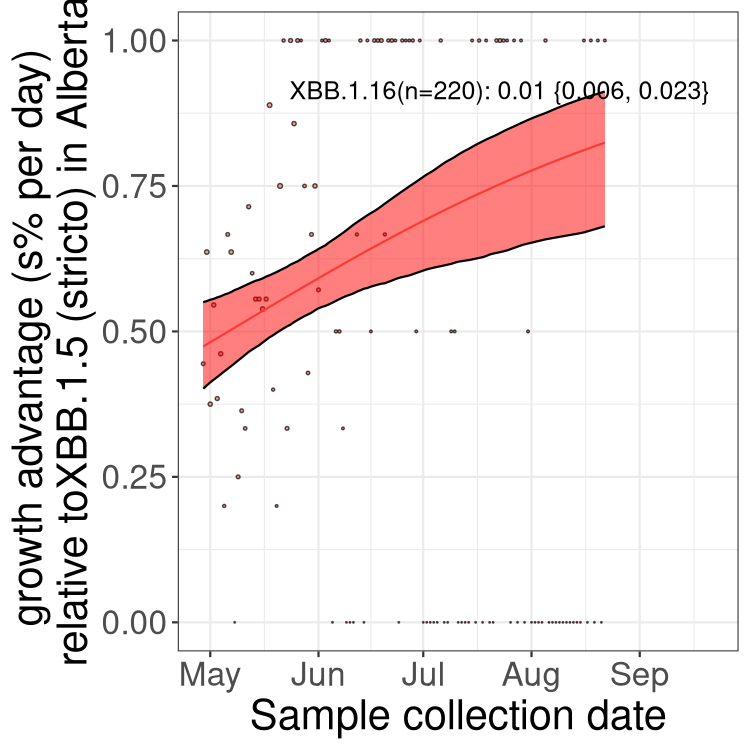 growth advantage (s% per day)
relative toXBB.1.5 (stricto) in Alberta
1.00
0.75
0.50
0.25
0.00
XBB.1.16(n=220): 0.01 {0.006, 0.023}
May Jun Jul Aug Sep
Sample collection date